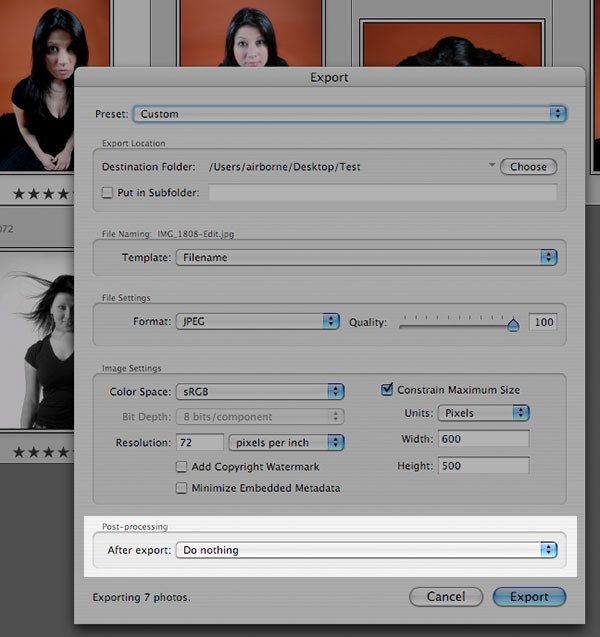 Export
Preset: Custom
Export Location
Destination Folder: /Users/airborne/Desktop/Test Choose
Put in Subfolder:
File Naming: IMG_1808-Edit.jpg
Template: Filename
072
File Settings
Format: JPEG Quality: 100
Image Settings
Color Space: sRGB Constrain Maximum Size
Bit Depth: 8 bits/component Units: Pixels
Resolution: 72 pixels per inch Width: 600
Add Copyright Watermark Height: 500
Minimize Embedded Metadata
Post-processing
After export: Do nothing
Exporting 7 photos. Cancel Export